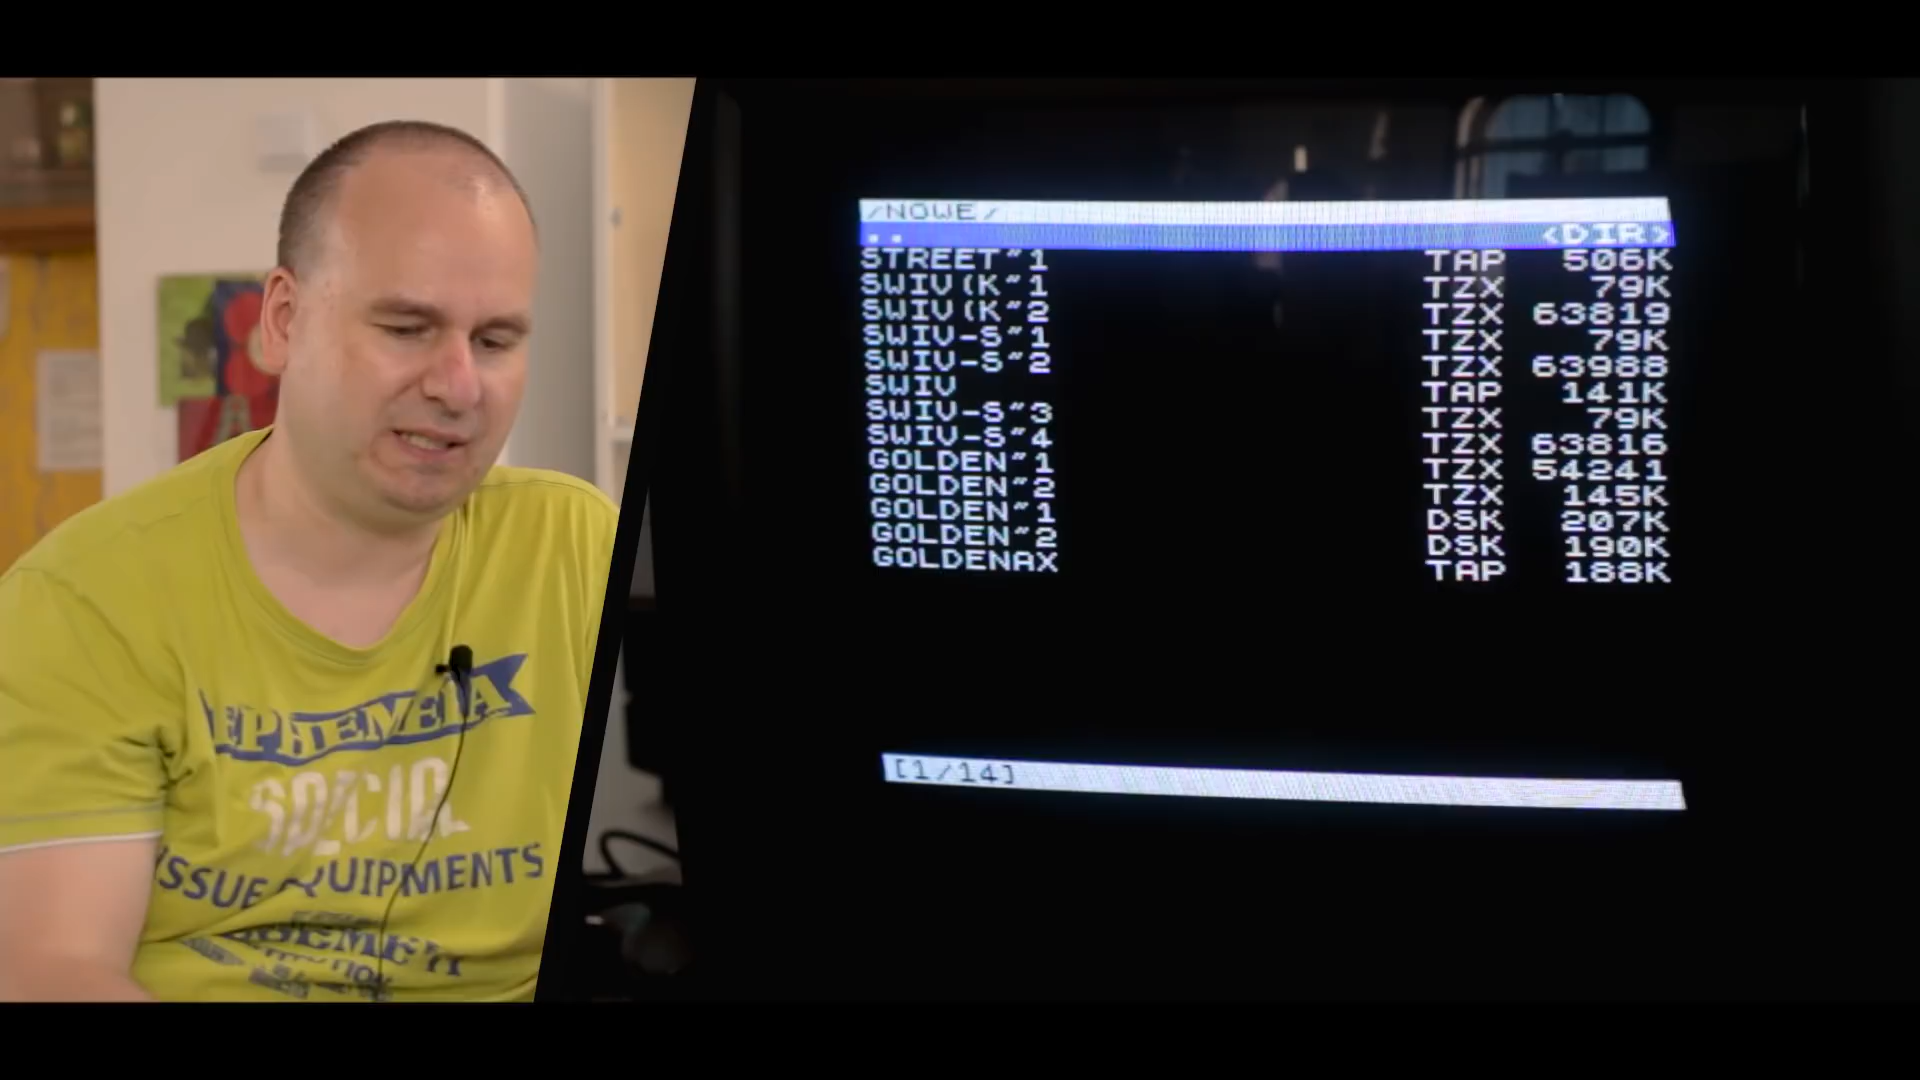 /NOWE/
.. <DIR>
STREET~1 TAP 506K
SWIV(K~1 TZX 79K
SWIV(K~2 TZX 63819
SWIV-S~1 TZX 79K
SWIV-S~2 TZX 63988
SWIV TAP 141K
SWIV-S~3 TZX 79K
SWIV-S~4 TZX 63816
GOLDEN~1 TZX 54241
GOLDEN~2 TZX 145K
GOLDEN~1 DSK 207K
GOLDEN~2 DSK 190K
GOLDENAX TAP 188K
[1/14]
EPHEMEIA
SPECIAL
ISSUE EQUIPMENTS